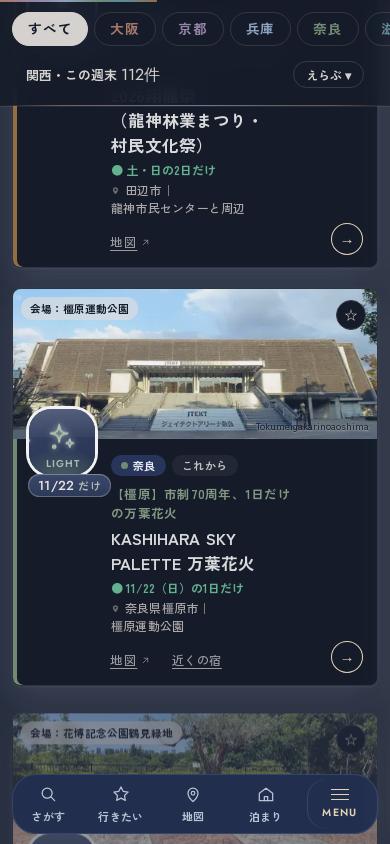 すべて
大阪
京都
兵庫
奈良
関西・この週末 112件
えらぶ ▾
（龍神林業まつり・
村民文化祭）
土・日の2日だけ
田辺市｜
龍神市民センターと周辺
地図 ↗
→
会場：橿原運動公園
☆
JTEKT
ジェイテクトアリーナ奈良
Tokumeigakarinoaoshima
LIGHT
11/22 だけ
奈良
これから
【橿原】市制70周年、1日だけ
の万葉花火
KASHIHARA SKY
PALETTE 万葉花火
11/22（日）の1日だけ
奈良県橿原市｜
橿原運動公園
地図 ↗
近くの宿
→
会場：花博記念公園鶴見緑地
☆
さがす
行きたい
地図
泊まり
MENU